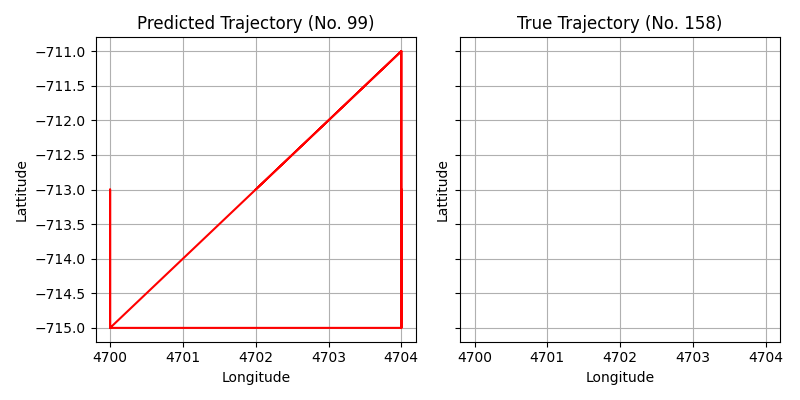 Predicted Trajectory (No. 99)
True Trajectory (No. 158)
−711.0
−711.5
−712.0
−712.5
−713.0
−713.5
−714.0
−714.5
−715.0
Lattitude
Lattitude
4700 4701 4702 4703 4704
4700 4701 4702 4703 4704
Longitude
Longitude